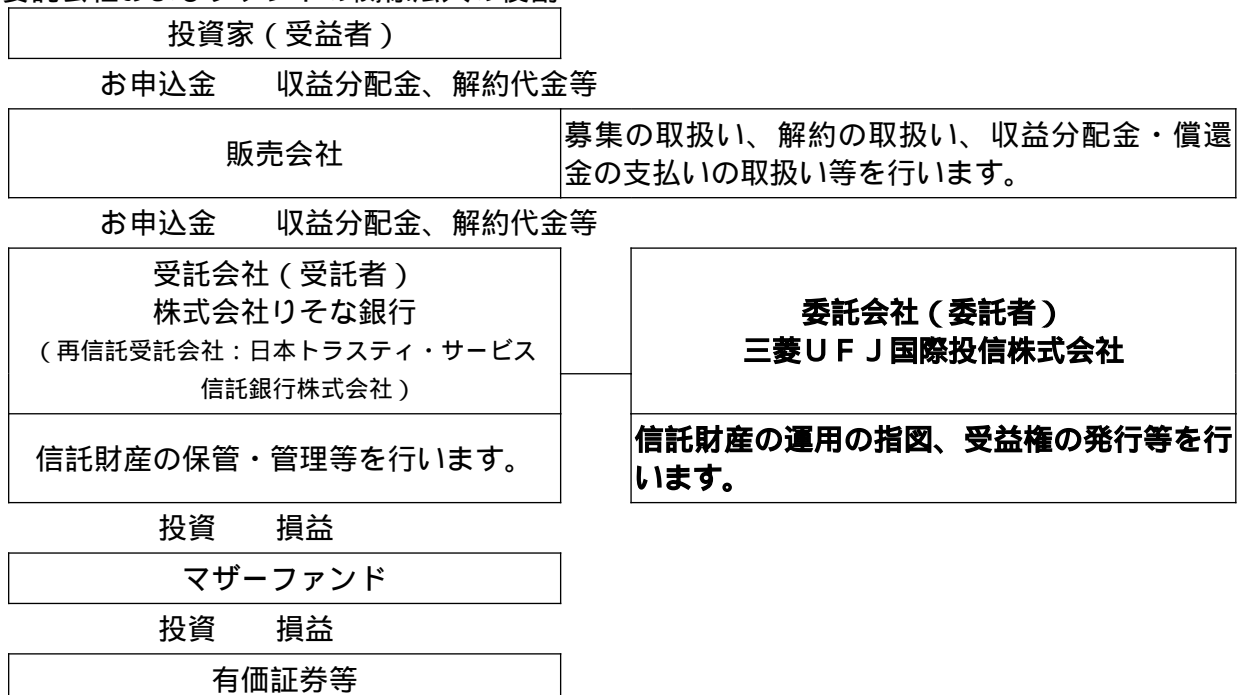 投資家（受益者）
お申込金　　収益分配金、解約代金等
販売会社
募集の取扱い、解約の取扱い、収益分配金・償還
金の支払いの取扱い等を行います。
お申込金　　収益分配金、解約代金等
受託会社（受託者）
株式会社りそな銀行
（再信託受託会社：日本トラスティ・サービス
信託銀行株式会社）
委託会社（委託者）
三菱ＵＦＪ国際投信株式会社
信託財産の保管・管理等を行います。
信託財産の運用の指図、受益権の発行等を行
います。
投資　　損益
マザーファンド
投資　　損益
有価証券等